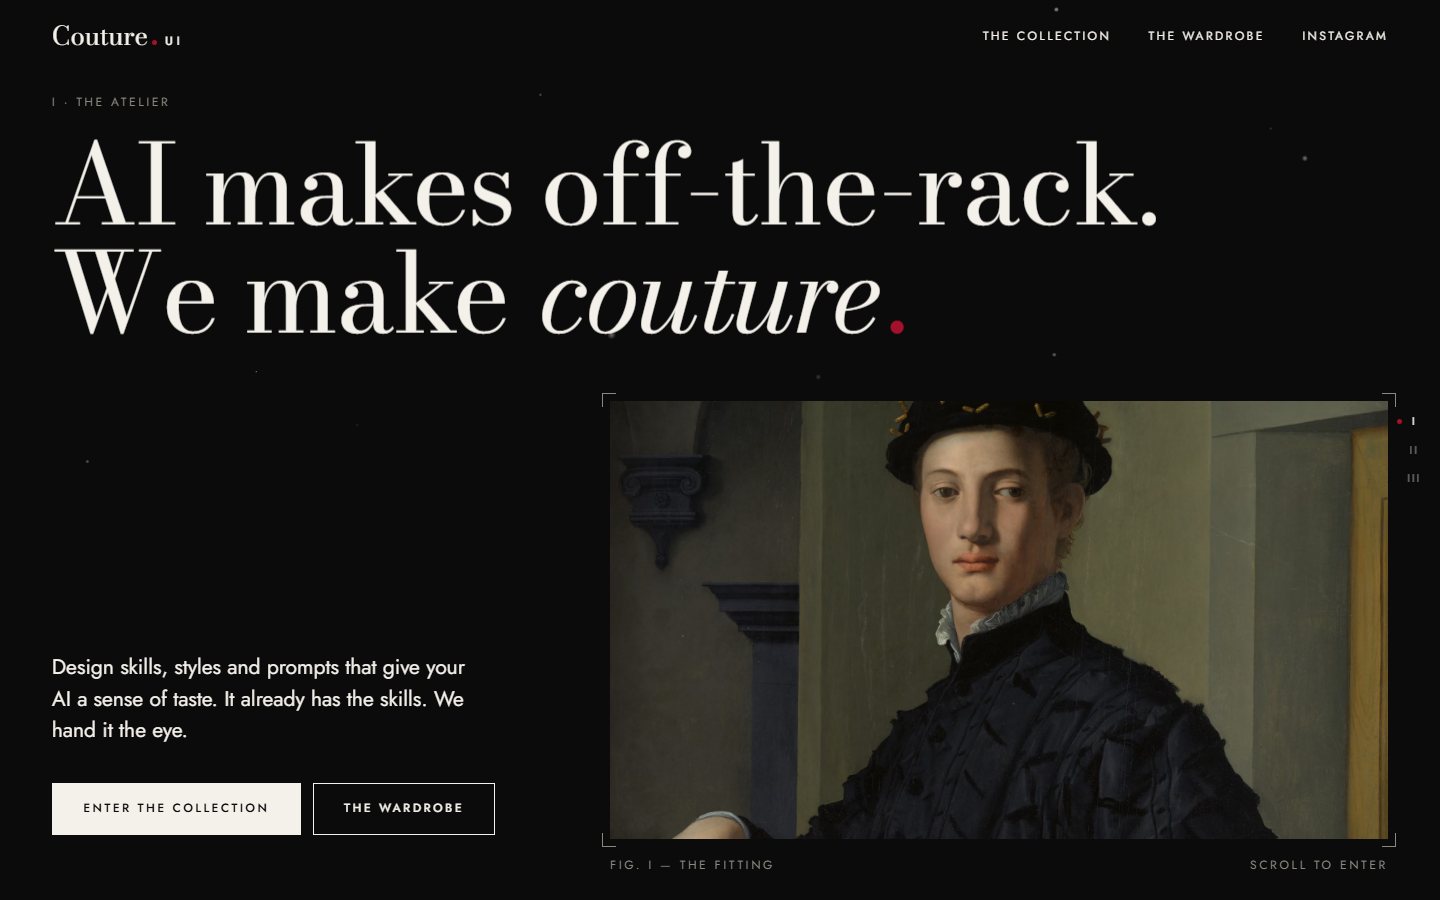 Couture. UI
THE COLLECTION THE WARDROBE INSTAGRAM
I · THE ATELIER
AI makes off-the-rack.
We make couture.
I
II
III
Design skills, styles and prompts that give your
AI a sense of taste. It already has the skills. We
hand it the eye.
ENTER THE COLLECTION THE WARDROBE
FIG. I — THE FITTING SCROLL TO ENTER